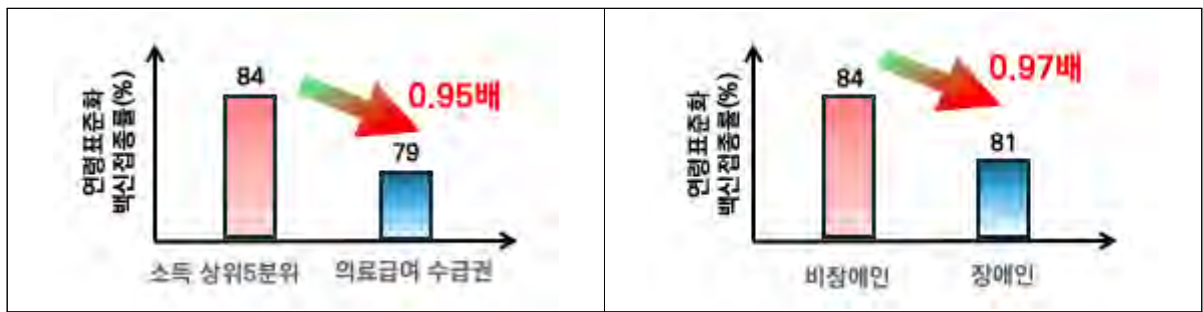 연령표준화
백신접종률(%)
84
0.95배
79
소득 상위5분위
의료급여 수급권
연령표준화
백신접종률(%)
84
0.97배
81
비장애인
장애인